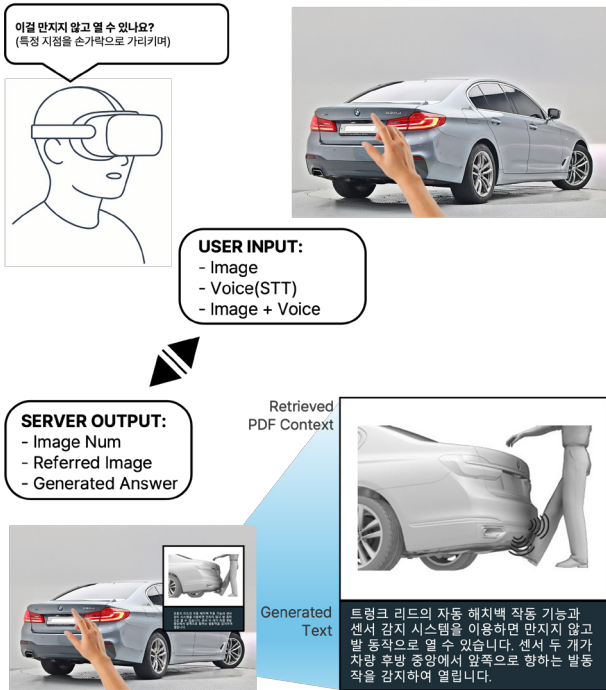 이걸 만지지 않고 열 수 있나요?
(특정 지점을 손가락으로 가리키며)
USER INPUT:
- Image
- Voice(STT)
- Image + Voice
SERVER OUTPUT:
- Image Num
- Referred Image
- Generated Answer
Retrieved
PDF Context
Generated
Text
트렁크 리드의 자동 해치백 작동 기능과
센서 감지 시스템을 이용하면 만지지 않고
발 동작으로 열 수 있습니다. 센서 두 개가
차량 후방 중앙에서 앞쪽으로 향하는 발동
작을 감지하여 열립니다.